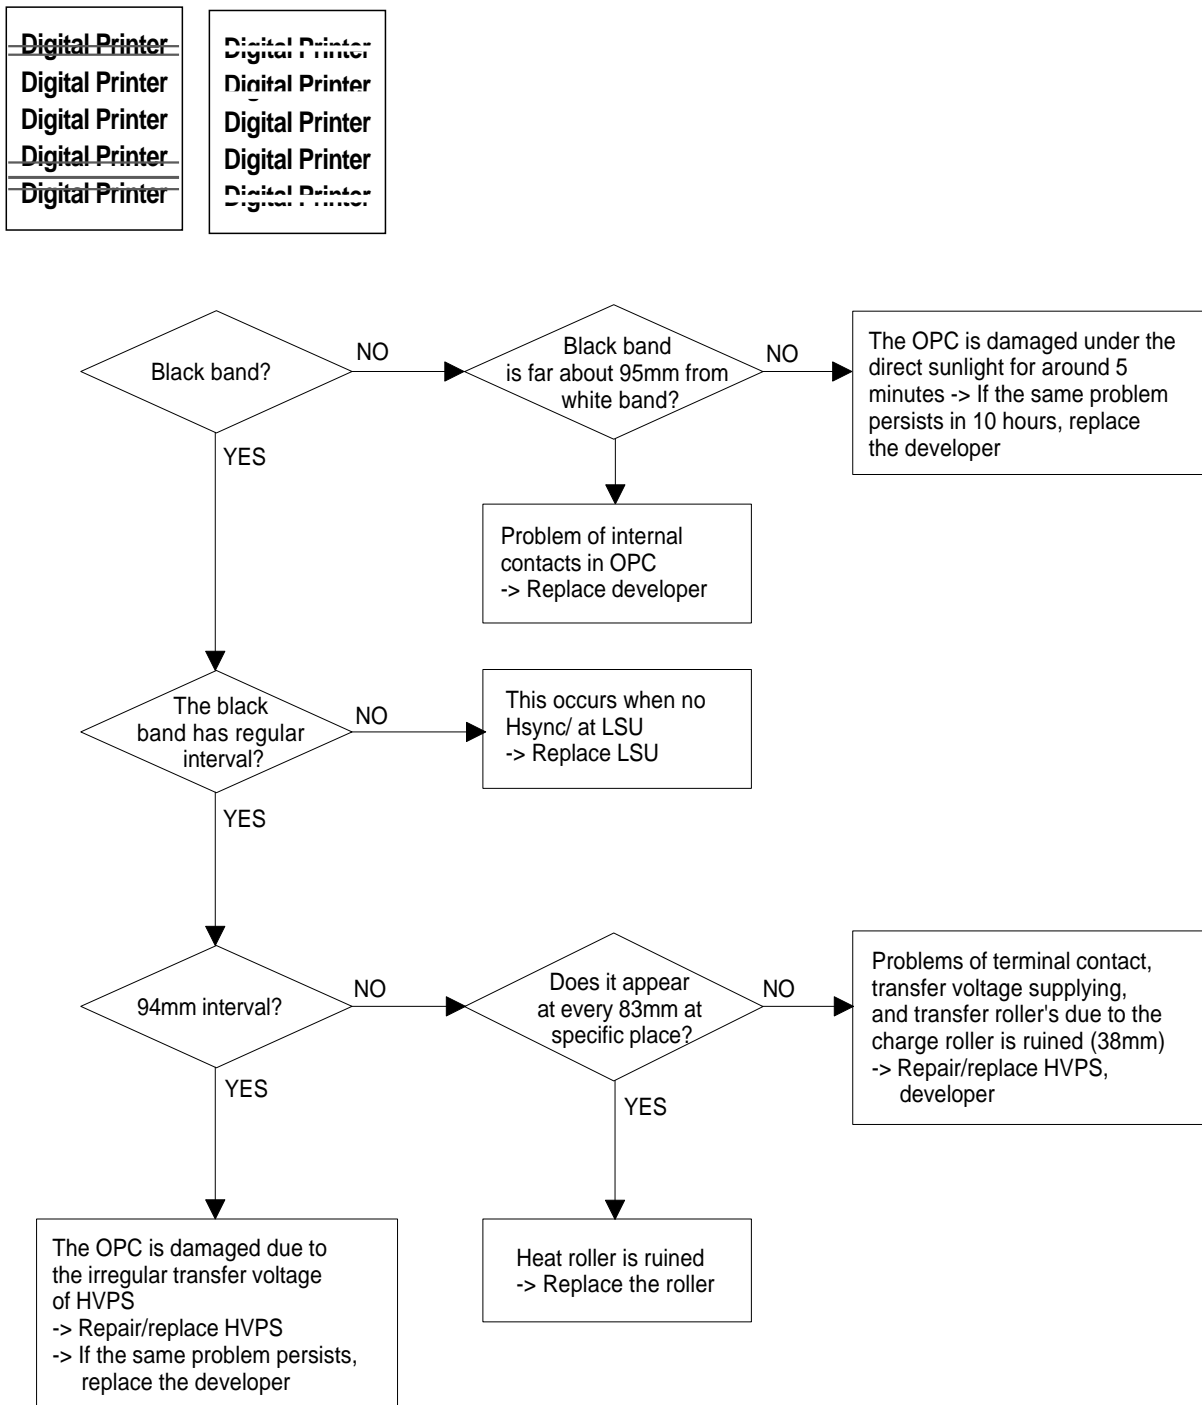 Digital Printer
Digital Printer
Digital Printer
Digital Printer
Digital Printer
Digital Printer
Digital Printer
Digital Printer
Digital Printer
Digital Printer
Black band?
NO
Black band
is far about 95mm from
white band?
NO
The OPC is damaged under the
direct sunlight for around 5
minutes -> If the same problem
persists in 10 hours, replace
the developer
YES
Problem of internal
contacts in OPC
-> Replace developer
The black
band has regular
interval?
NO
This occurs when no
Hsync/ at LSU
-> Replace LSU
YES
94mm interval?
NO
Does it appear
at every 83mm at
specific place?
NO
Problems of terminal contact,
transfer voltage supplying,
and transfer roller's due to the
charge roller is ruined (38mm)
-> Repair/replace HVPS,
developer
YES
YES
The OPC is damaged due to
the irregular transfer voltage
of HVPS
-> Repair/replace HVPS
-> If the same problem persists,
replace the developer
Heat roller is ruined
-> Replace the roller